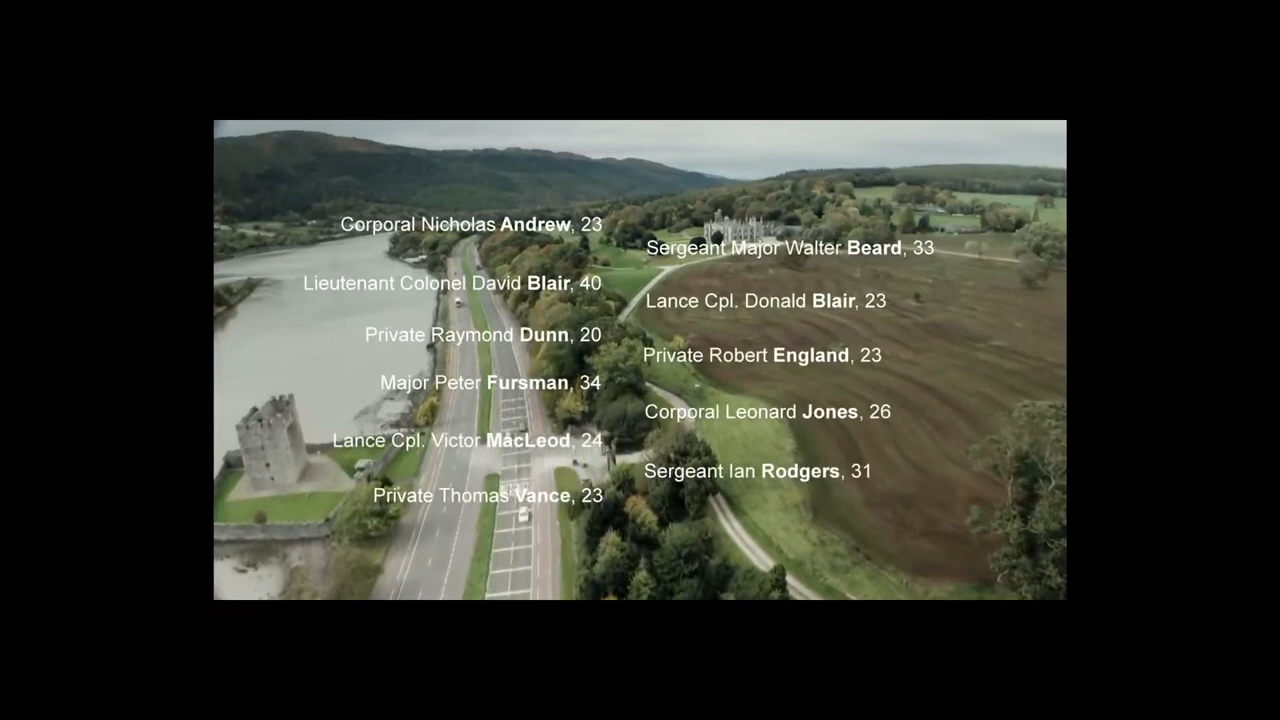 Corporal Nicholas Andrew, 23
Sergeant Major Walter Beard, 33
Lieutenant Colonel David Blair, 40
Lance Cpl. Donald Blair, 23
Private Raymond Dunn, 20
Private Robert England, 23
Major Peter Fursman, 34
Corporal Leonard Jones, 26
Lance Cpl. Victor MacLeod, 24
Sergeant Ian Rodgers, 31
Private Thomas Vance, 23